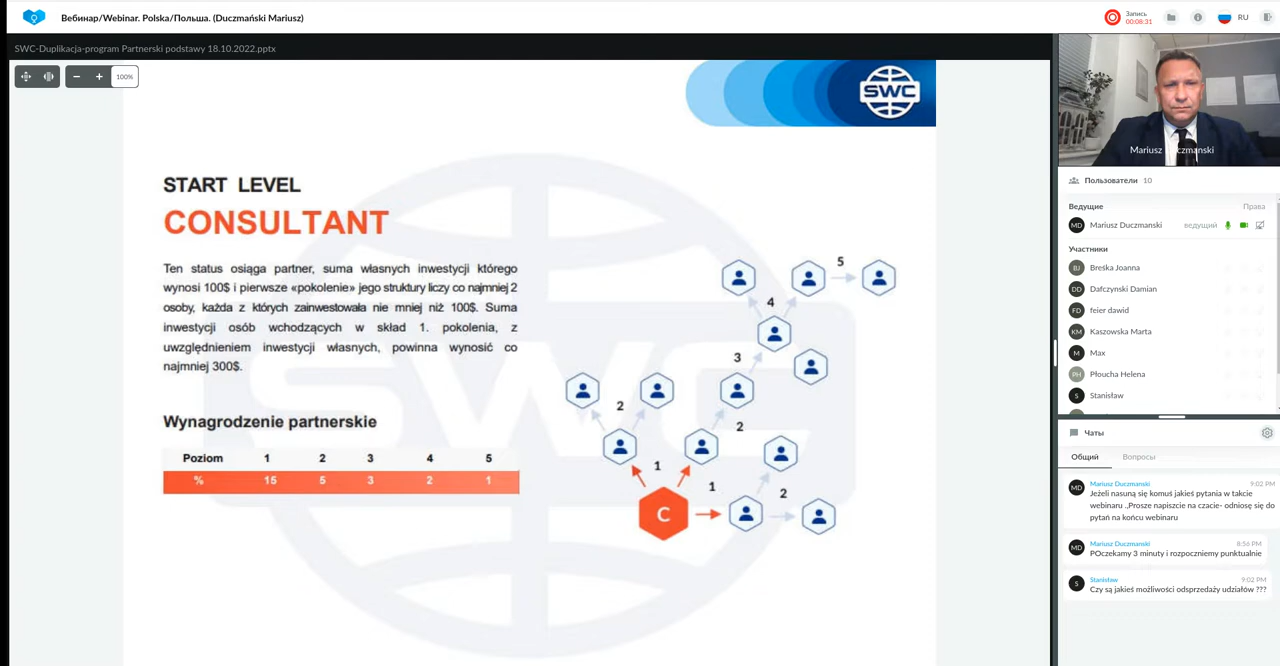 Вебинар/Webinar. Polska/Польша. (Duczmański Mariusz)
Запись
00:08:31
RU
SWC-Duplikacja-program Partnerski podstawy 18.10.2022.pptx
100%
SWC
START LEVEL
CONSULTANT
Ten status osiąga partner, suma własnych inwestycji którego
wynosi 100$ i pierwsze «pokolenie» jego struktury liczy co najmniej 2
osoby, każda z których zainwestowała nie mniej niż 100$. Suma
inwestycji osób wchodzących w skład 1. pokolenia, z
uwzględnieniem inwestycji własnych, powinna wynosić co
najmniej 300$.
Wynagrodzenie partnerskie
Poziom 1 2 3 4 5
% 15 5 3 2 1
5
4
3
2
2
1
1
2
C
SWC
Mariusz
czmanski
Пользователи 10
Ведущие Права
MD Mariusz Duczmanski ведущий
Участники
BJ Breśka Joanna
DD Dafczynski Damian
FD feier dawid
KM Kaszowska Marta
M Max
PH Płoucha Helena
S Stanisław
Чаты
Общий Вопросы
MD Mariusz Duczmanski 9:02 PM
Jeżeli nasuną się komuś jakieś pytania w takcie
webinaru .,Prosze napiszcie na czacie- odniosę się do
pytań na końcu webinaru
MD Mariusz Duczmanski 8:56 PM
POczekamy 3 minuty i rozpoczniemy punktualnie
S Stanisław 9:02 PM
Czy są jakieś możliwości odsprzedaży udziałów ???